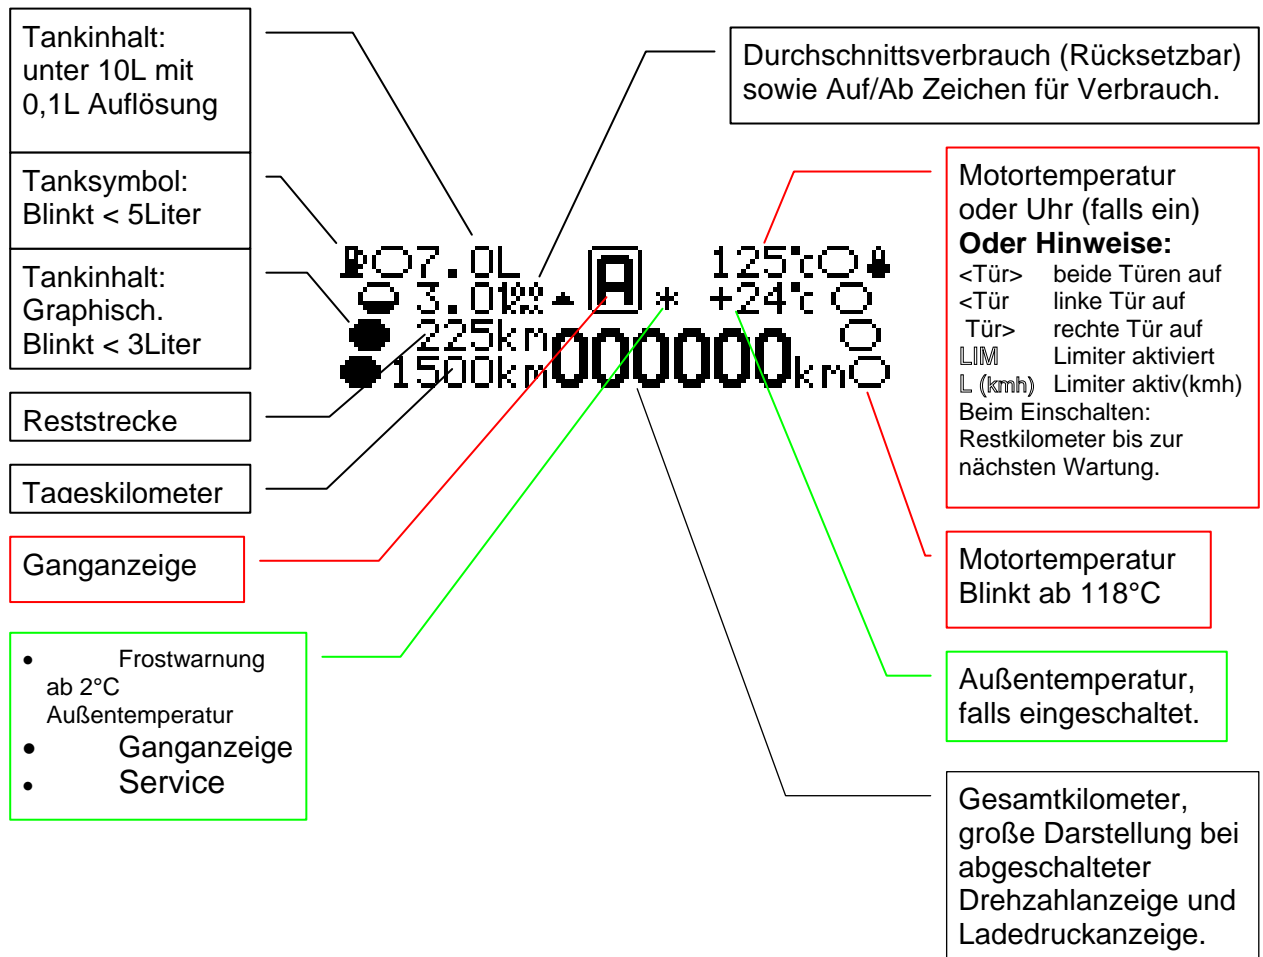 Tankinhalt:
unter 10L mit
0,1L Auflösung
Tanksymbol:
Blinkt < 5Liter
Tankinhalt:
Graphisch.
Blinkt < 3Liter
Reststrecke
Tageskilometer
Ganganzeige
• Frostwarnung
ab 2°C
Außentemperatur
• Ganganzeige
• Service
7.0L
3.0
225km
1500km
A
*
125°C
+24°C
000000km
Durchschnittsverbrauch (Rücksetzbar)
sowie Auf/Ab Zeichen für Verbrauch.
Motortemperatur
oder Uhr (falls ein)
Oder Hinweise:
<Tür> beide Türen auf
<Tür linke Tür auf
Tür> rechte Tür auf
LIM Limiter aktiviert
L (kmh) Limiter aktiv(kmh)
Beim Einschalten:
Restkilometer bis zur
nächsten Wartung.
Motortemperatur
Blinkt ab 118°C
Außentemperatur,
falls eingeschaltet.
Gesamtkilometer,
große Darstellung bei
abgeschalteter
Drehzahlanzeige und
Ladedruckanzeige.